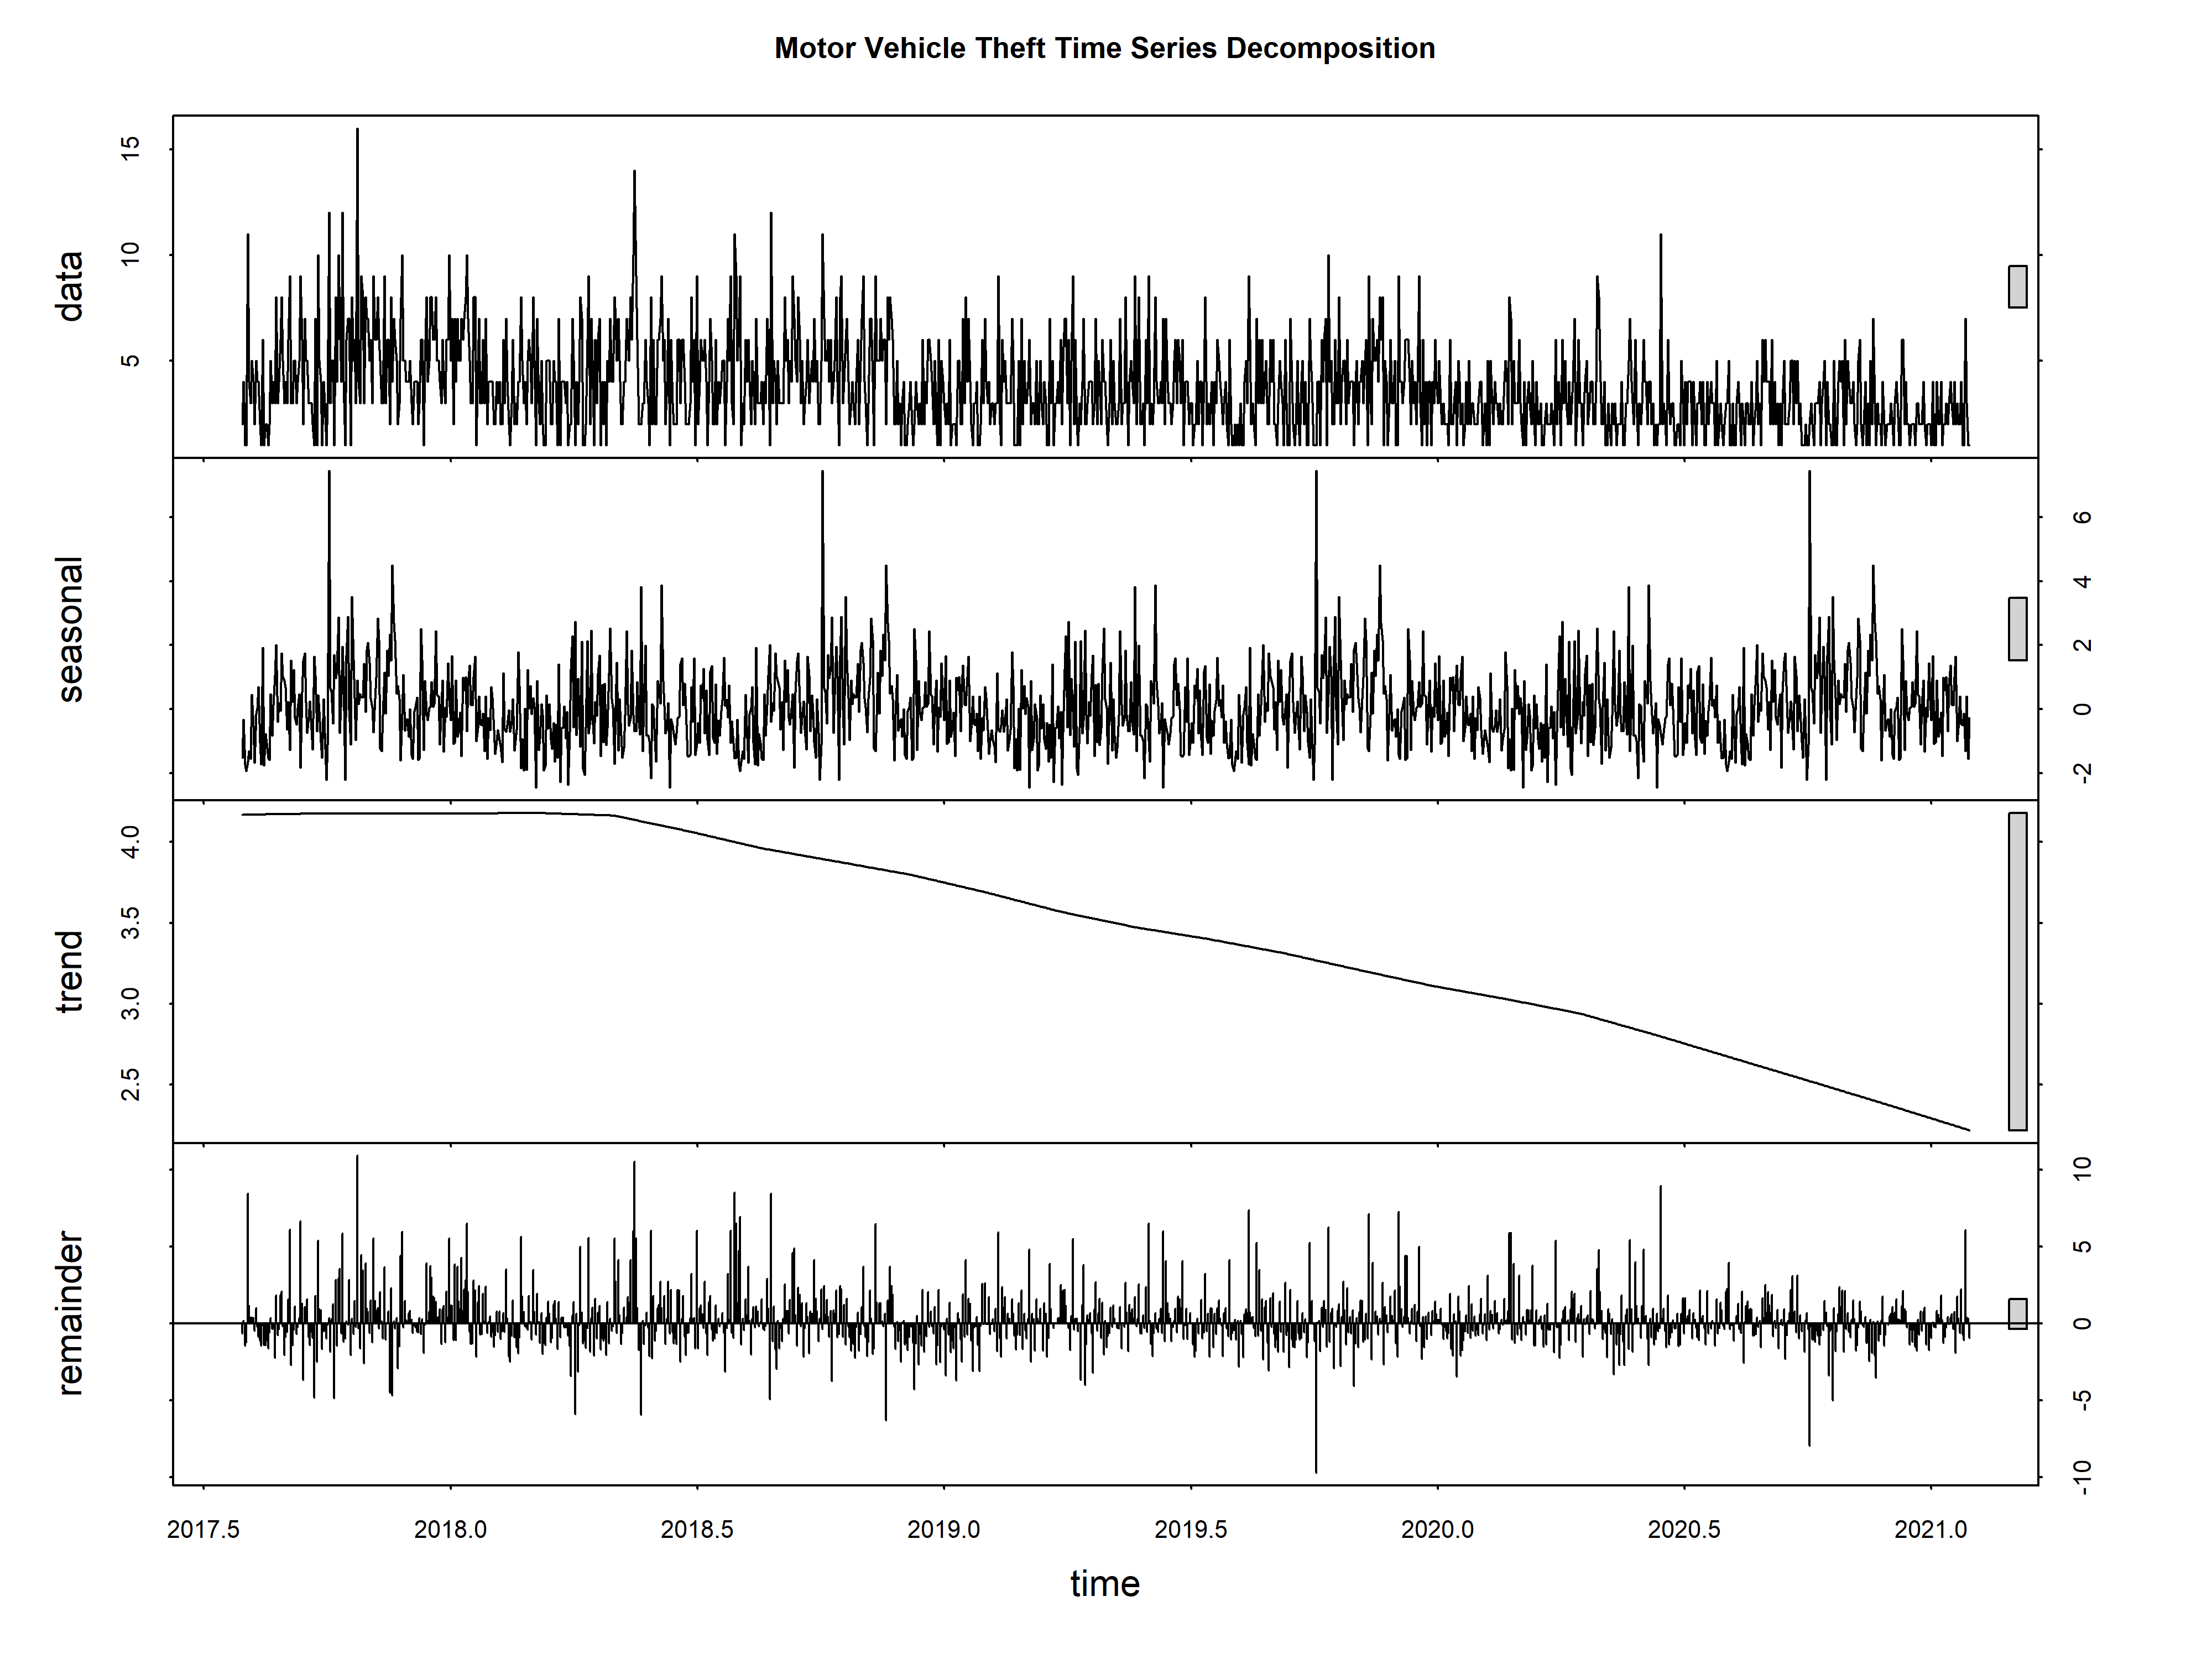 Motor Vehicle Theft Time Series Decomposition
data
5
10
15
seasonal
-2
0
2
4
6
trend
2.5
3.0
3.5
4.0
remainder
-10
-5
0
5
10
2017.5 2018.0 2018.5 2019.0 2019.5 2020.0 2020.5 2021.0
time